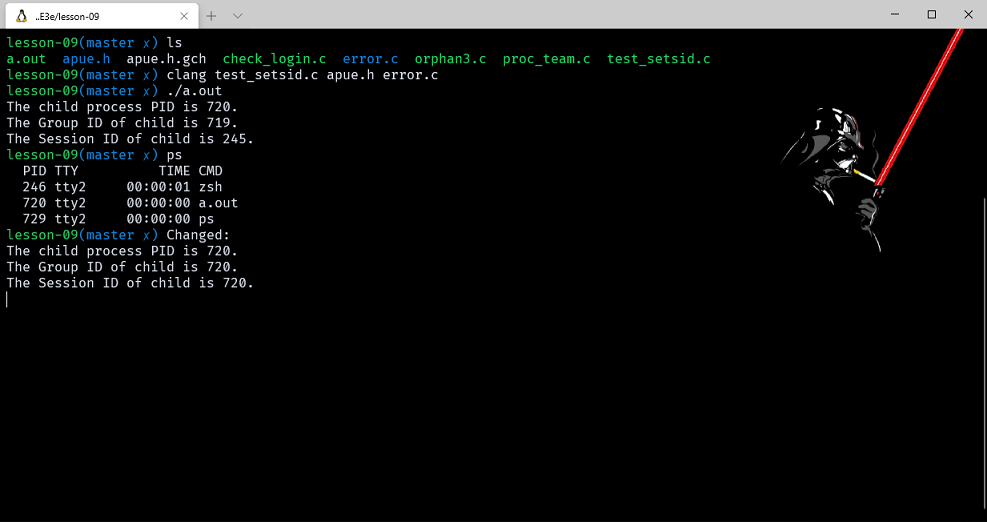 ..E3e/lesson-09
lesson-09(master x) ls
a.out  apue.h  apue.h.gch  check_login.c  error.c  orphan3.c  proc_team.c  test_setsid.c
lesson-09(master x) clang test_setsid.c apue.h error.c
lesson-09(master x) ./a.out
The child process PID is 720.
The Group ID of child is 719.
The Session ID of child is 245.
lesson-09(master x) ps
  PID TTY          TIME CMD
  246 tty2     00:00:01 zsh
  720 tty2     00:00:00 a.out
  729 tty2     00:00:00 ps
lesson-09(master x) Changed:
The child process PID is 720.
The Group ID of child is 720.
The Session ID of child is 720.